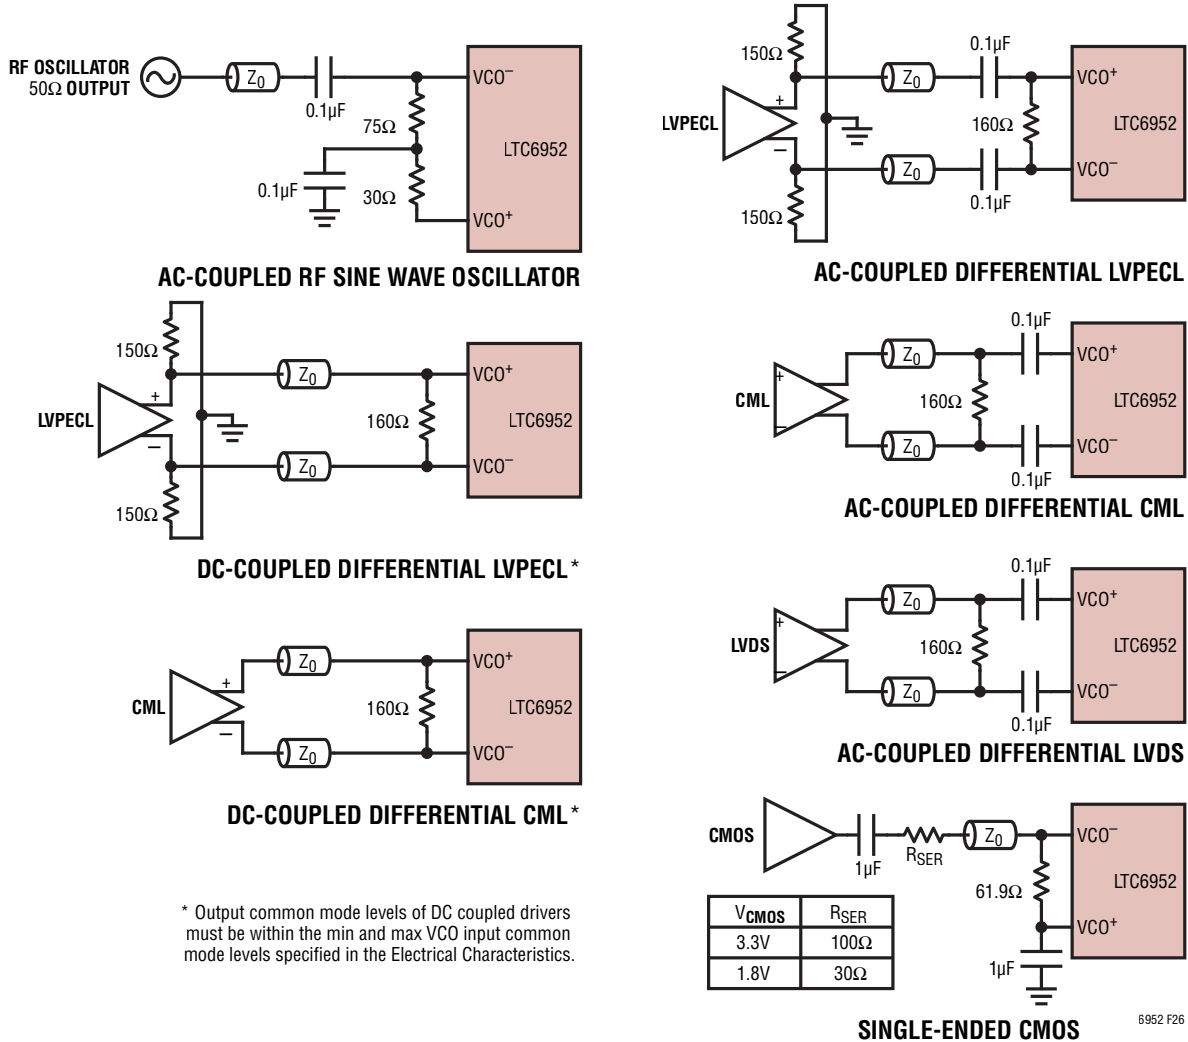 RF OSCILLATOR
50Ω OUTPUT
Z0
0.1µF
VCO–
75Ω
LTC6952
0.1µF
30Ω
VCO+
AC-COUPLED RF SINE WAVE OSCILLATOR
150Ω
LVPECL
+
–
150Ω
Z0
Z0
160Ω
VCO+
LTC6952
VCO–
DC-COUPLED DIFFERENTIAL LVPECL*
CML
+
–
Z0
Z0
160Ω
VCO+
LTC6952
VCO–
DC-COUPLED DIFFERENTIAL CML*
* Output common mode levels of DC coupled drivers
must be within the min and max VCO input common
mode levels specified in the Electrical Characteristics.
150Ω
LVPECL
+
–
150Ω
Z0
Z0
0.1µF
0.1µF
160Ω
VCO+
LTC6952
VCO–
AC-COUPLED DIFFERENTIAL LVPECL
CML
+
–
Z0
Z0
160Ω
0.1µF
0.1µF
VCO+
LTC6952
VCO–
AC-COUPLED DIFFERENTIAL CML
LVDS
+
–
Z0
Z0
160Ω
0.1µF
0.1µF
VCO+
LTC6952
VCO–
AC-COUPLED DIFFERENTIAL LVDS
CMOS
1µF
RSER
Z0
VCO–
61.9Ω
LTC6952
VCO+
1µF
VCMOS RSER
3.3V 100Ω
1.8V 30Ω
SINGLE-ENDED CMOS
6952 F26